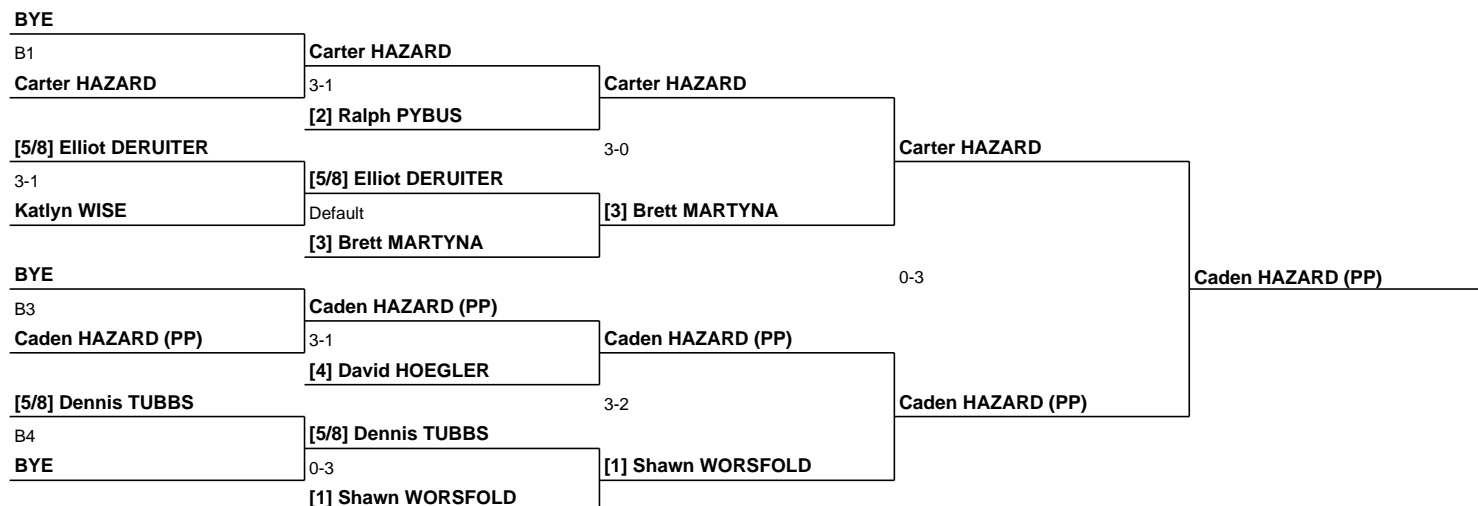 BYE
B1
Carter HAZARD
Carter HAZARD
3-1
Carter HAZARD
[2] Ralph PYBUS
[5/8] Elliot DERUITER
3-0
Carter HAZARD
3-1
[5/8] Elliot DERUITER
Katlyn WISE
Default
[3] Brett MARTYNA
[3] Brett MARTYNA
BYE
0-3
Caden HAZARD (PP)
B3
Caden HAZARD (PP)
Caden HAZARD (PP)
3-1
Caden HAZARD (PP)
[4] David HOEGLER
[5/8] Dennis TUBBS
3-2
Caden HAZARD (PP)
B4
[5/8] Dennis TUBBS
BYE
0-3
[1] Shawn WORSFOLD
[1] Shawn WORSFOLD